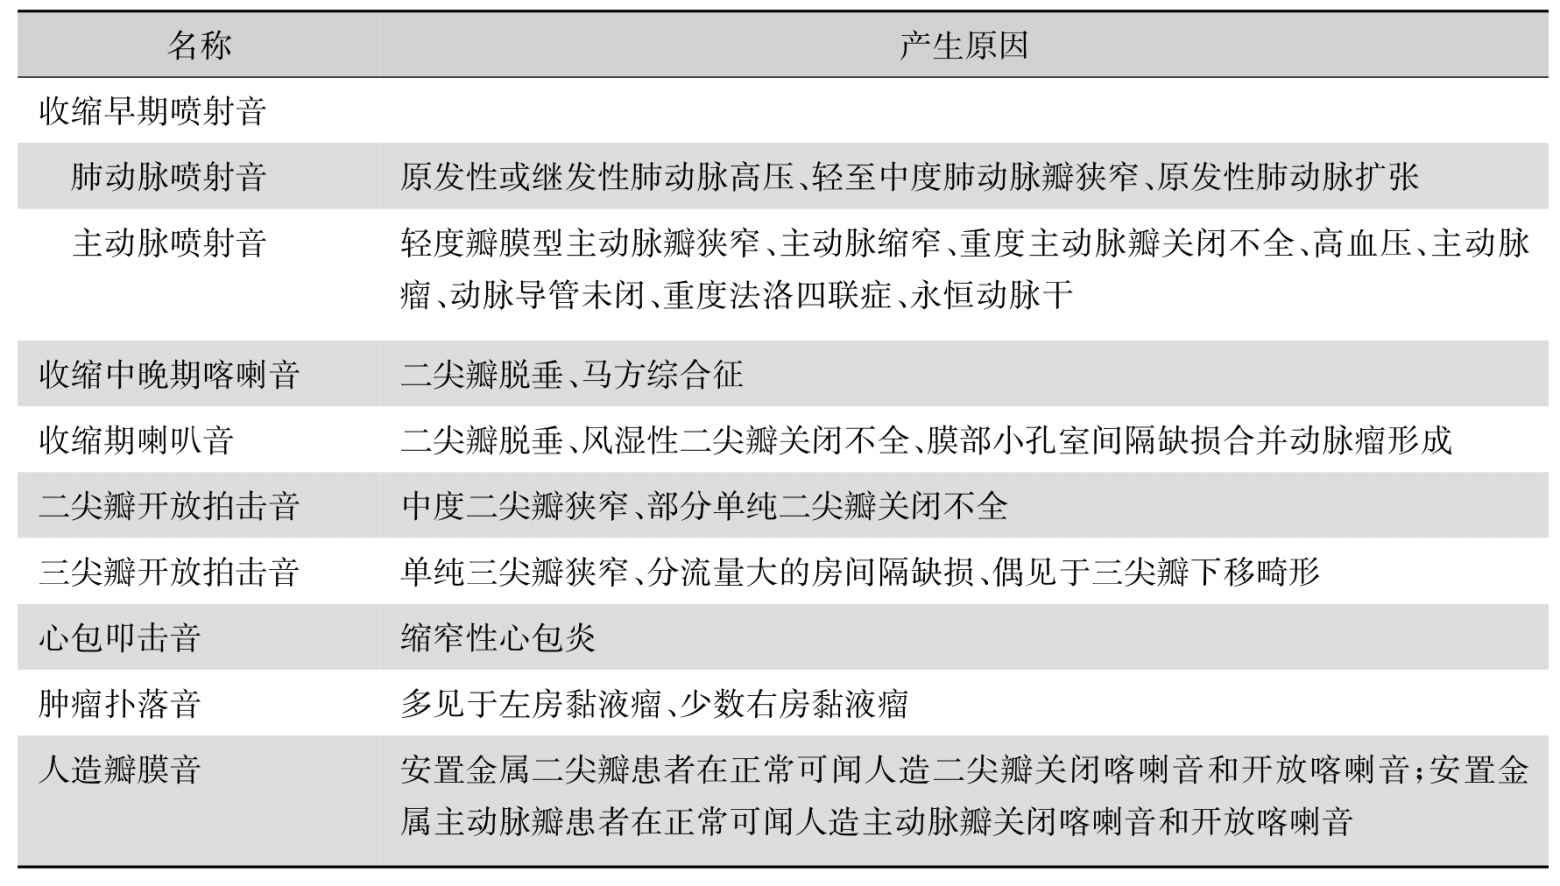 名称 产生原因
收缩早期喷射音
肺动脉喷射音 原发性或继发性肺动脉高压、轻至中度肺动脉瓣狭窄、原发性肺动脉扩张
主动脉喷射音 轻度瓣膜型主动脉瓣狭窄、主动脉缩窄、重度主动脉瓣关闭不全、高血压、主动脉
瘤、动脉导管未闭、重度法洛四联症、永恒动脉干
收缩中晚期喀喇音 二尖瓣脱垂、马方综合征
收缩期喇叭音 二尖瓣脱垂、风湿性二尖瓣关闭不全、膜部小孔室间隔缺损合并动脉瘤形成
二尖瓣开放拍击音 中度二尖瓣狭窄、部分单纯二尖瓣关闭不全
三尖瓣开放拍击音 单纯三尖瓣狭窄、分流量大的房间隔缺损、偶见于三尖瓣下移畸形
心包叩击音 缩窄性心包炎
肿瘤扑落音 多见于左房黏液瘤、少数右房黏液瘤
人造瓣膜音 安置金属二尖瓣患者在正常可闻人造二尖瓣关闭喀喇音和开放喀喇音;安置金
属主动脉瓣患者在正常可闻人造主动脉瓣关闭喀喇音和开放喀喇音